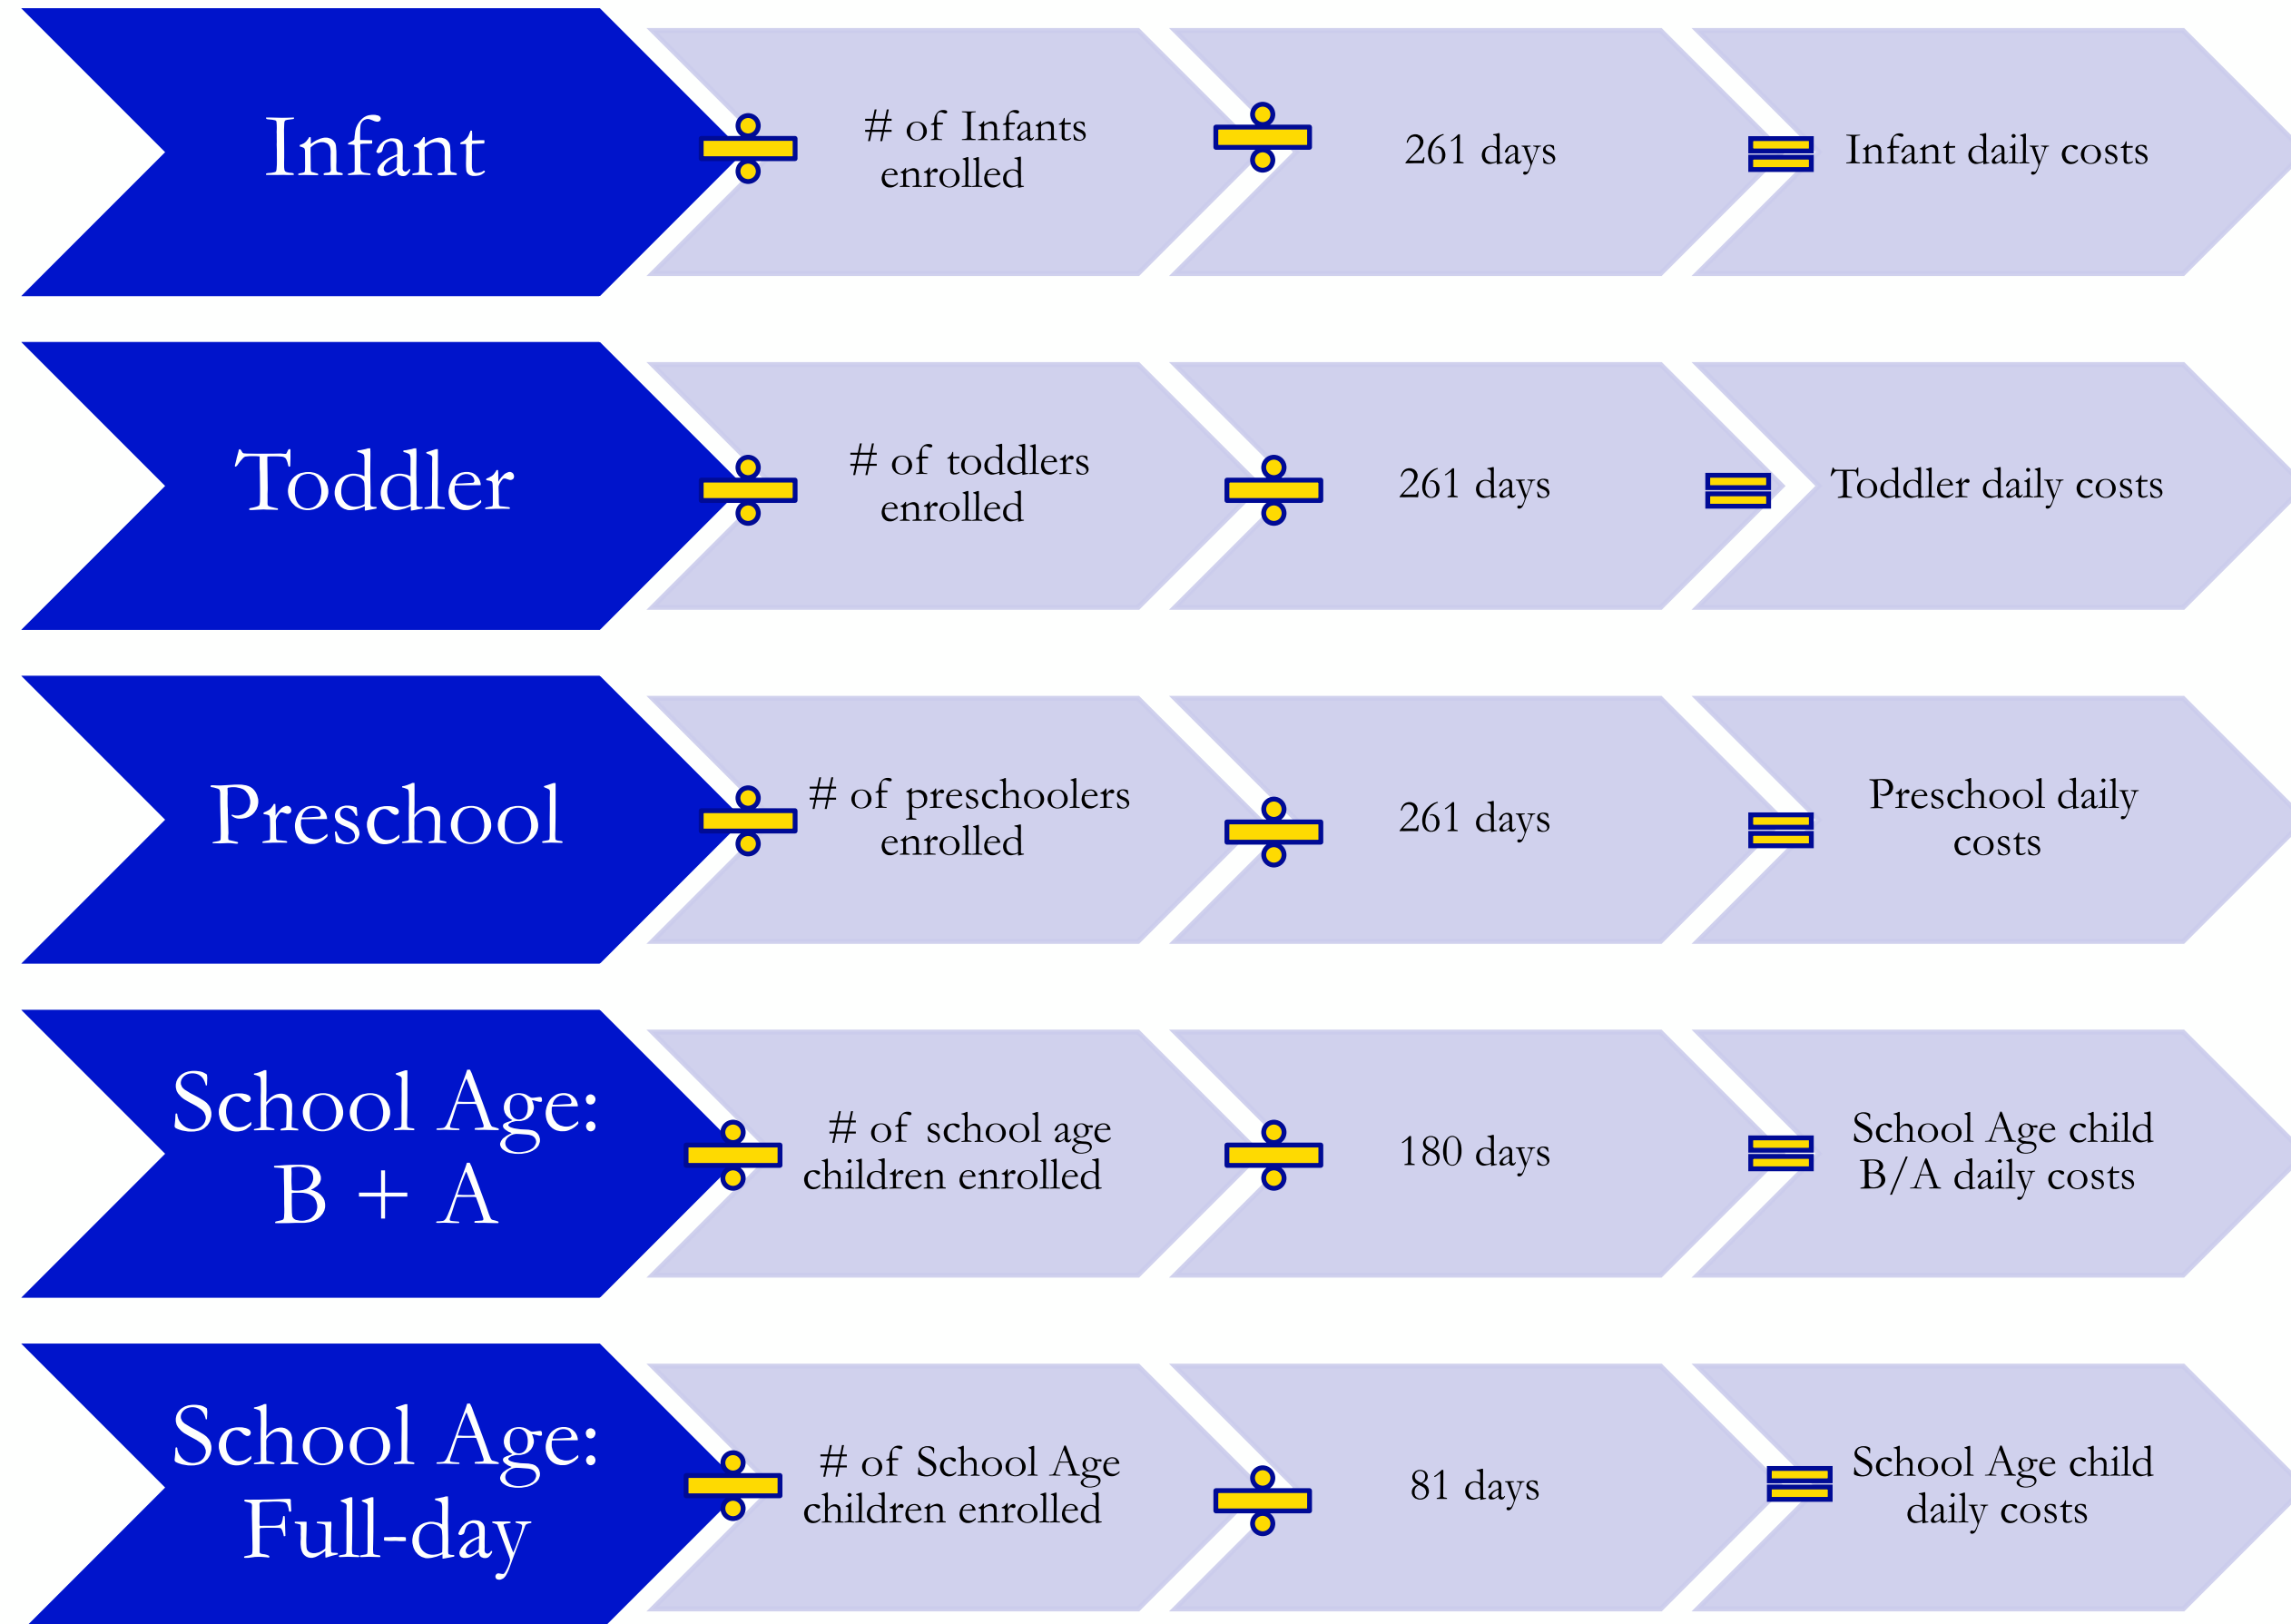 Infant
# of Infants
enrolled
261 days
Infant daily costs
Toddler
# of toddlers
enrolled
261 days
Toddler daily costs
Preschool
# of preschoolers
enrolled
261 days
Preschool daily
costs
School Age:
B + A
# of school age
children enrolled
180 days
School Age child
B/A daily costs
School Age:
Full-day
# of School Age
children enrolled
81 days
School Age child
daily costs